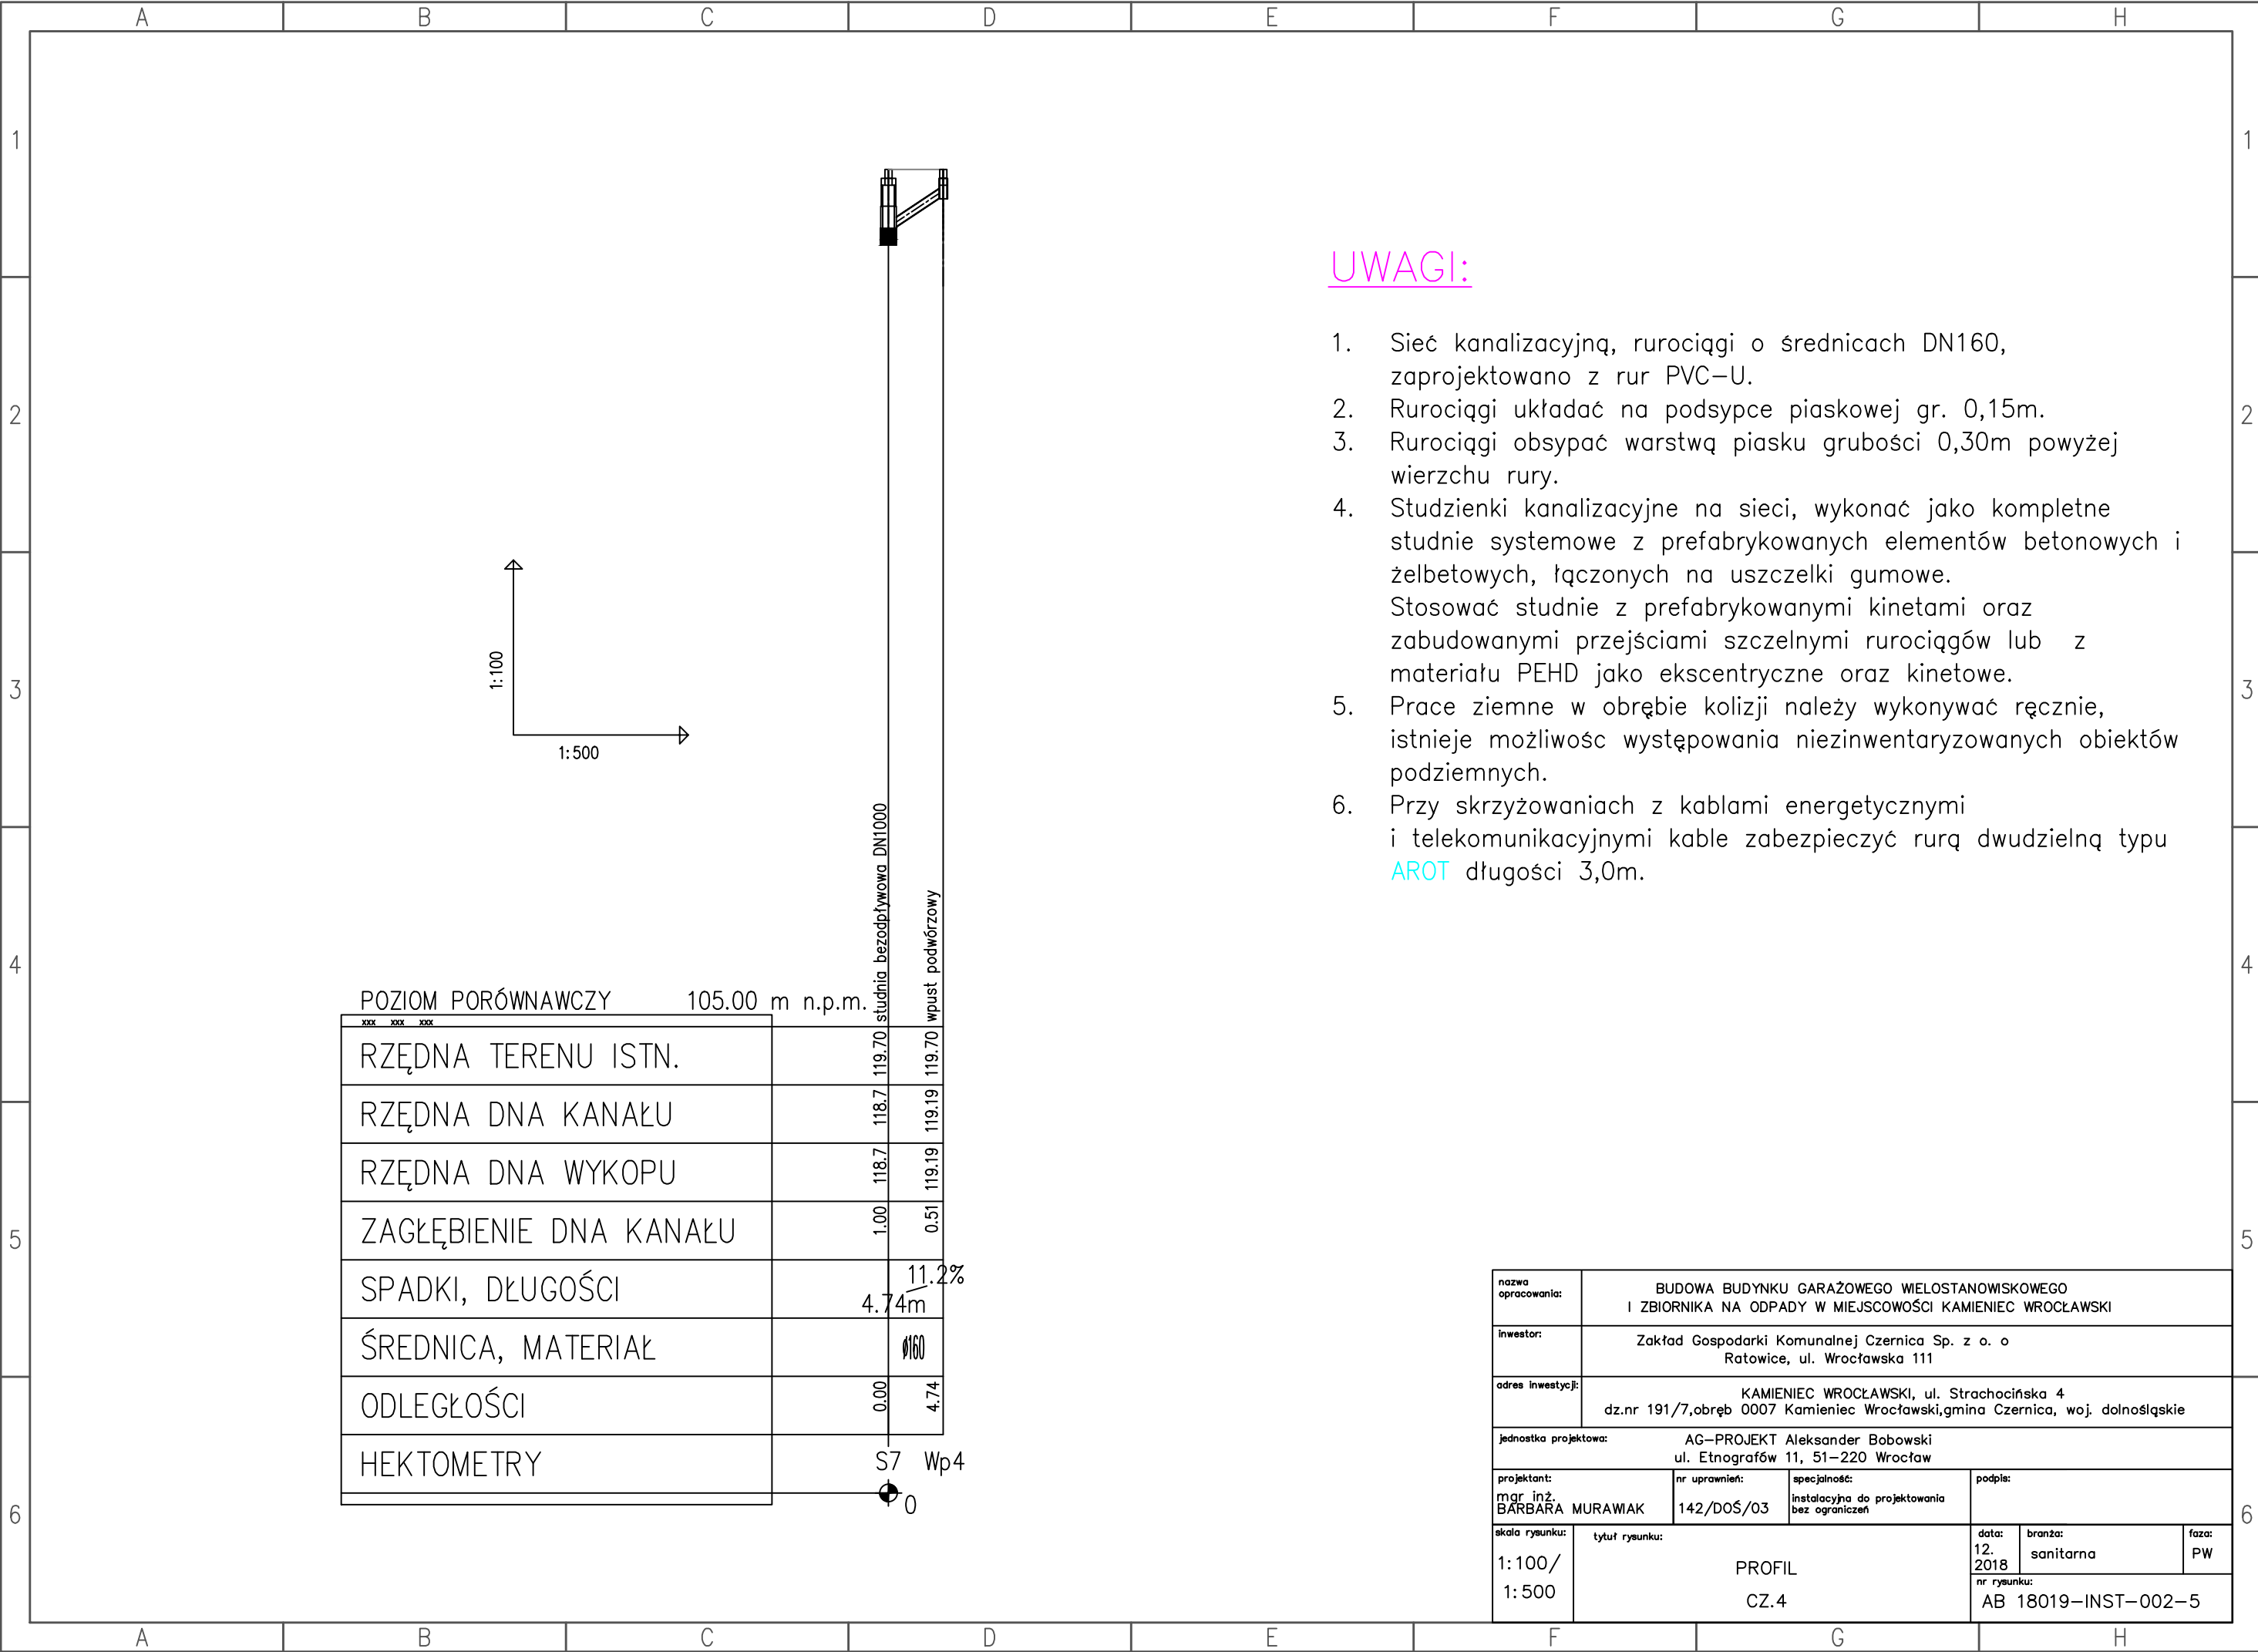 A B C D E F G H
1 1
2 2
3 3
4 4
5 5
6 6
UWAGI:
1. Sieć kanalizacyjną, rurociągi o średnicach DN160,
zaprojektowano z rur PVC-U.
2. Rurociągi układać na podsypce piaskowej gr. 0,15m.
3. Rurociągi obsypać warstwą piasku grubości 0,30m powyżej
wierzchu rury.
4. Studzienki kanalizacyjne na sieci, wykonać jako kompletne
studnie systemowe z prefabrykowanych elementów betonowych i
żelbetowych, łączonych na uszczelki gumowe.
Stosować studnie z prefabrykowanymi kinetami oraz
zabudowanymi przejściami szczelnymi rurociągów lub z
materiału PEHD jako ekscentryczne oraz kinetowe.
5. Prace ziemne w obrębie kolizji należy wykonywać ręcznie,
istnieje możliwośc występowania niezinwentaryzowanych obiektów
podziemnych.
6. Przy skrzyżowaniach z kablami energetycznymi
i telekomunikacyjnymi kable zabezpieczyć rurą dwudzielną typu
AROT długości 3,0m.
1:100
1:500
studnia bezodpływowa DN1000
wpust podwórzowy
POZIOM PORÓWNAWCZY 105.00 m n.p.m.
xxx xxx xxx
RZĘDNA TERENU ISTN. 119.70 119.70
RZĘDNA DNA KANAŁU 118.7 119.19
RZĘDNA DNA WYKOPU 118.7 119.19
ZAGŁĘBIENIE DNA KANAŁU 1.00 0.51
SPADKI, DŁUGOŚCI 11.2%
4.74m
ŚREDNICA, MATERIAŁ ø160
ODLEGŁOŚCI 0.00 4.74
HEKTOMETRY S7 Wp4
0
nazwa
opracowania:
BUDOWA BUDYNKU GARAŻOWEGO WIELOSTANOWISKOWEGO
I ZBIORNIKA NA ODPADY W MIEJSCOWOŚCI KAMIENIEC WROCŁAWSKI
inwestor:
Zakład Gospodarki Komunalnej Czernica Sp. z o. o
Ratowice, ul. Wrocławska 111
adres inwestycji:
KAMIENIEC WROCŁAWSKI, ul. Strachocińska 4
dz.nr 191/7,obręb 0007 Kamieniec Wrocławski,gmina Czernica, woj. dolnośląskie
jednostka projektowa:
AG-PROJEKT Aleksander Bobowski
ul. Etnografów 11, 51-220 Wrocław
projektant:
mgr inż.
BARBARA MURAWIAK
nr uprawnień:
142/DOŚ/03
specjalność:
instalacyjna do projektowania
bez ograniczeń
podpis:
skala rysunku:
1:100/
1:500
tytuł rysunku:
PROFIL
CZ.4
data:
12.
2018
branża:
sanitarna
faza:
PW
nr rysunku:
AB 18019-INST-002-5
A B C D E F G H